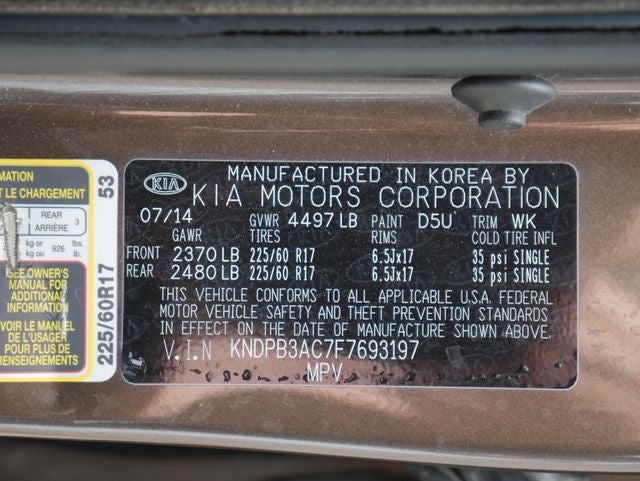 MATION
T LE CHARGEMENT
2
REAR
ARRIÈRE
3
kg or
926
lbs.
kg ou
lb.
SEE OWNER'S
MANUAL FOR
ADDITIONAL
INFORMATION
VOIR LE MANUEL
DE L'USAGER
POUR PLUS DE
RENSEIGNEMENTS
53
225/60R17
KIA
MANUFACTURED IN KOREA BY
KIA MOTORS CORPORATION
07/14 GVWR 4497 LB PAINT D5U TRIM WK
GAWR TIRES RIMS COLD TIRE INFL
FRONT 2370 LB 225/60 R17 6.5Jx17 35 psi SINGLE
REAR 2480 LB 225/60 R17 6.5Jx17 35 psi SINGLE
THIS VEHICLE CONFORMS TO ALL APPLICABLE U.S.A. FEDERAL
MOTOR VEHICLE SAFETY AND THEFT PREVENTION STANDARDS
IN EFFECT ON THE DATE OF MANUFACTURE SHOWN ABOVE.
V.I.N KNDPB3AC7F7693197
MPV